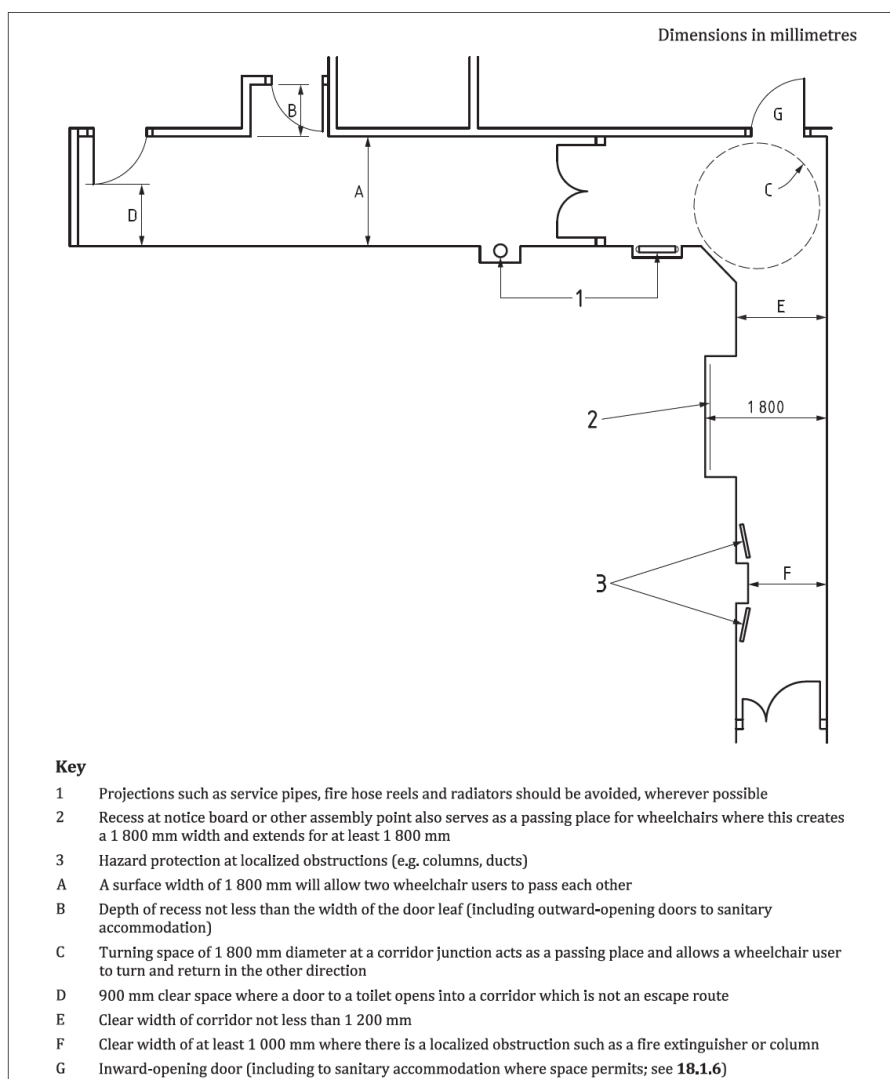 Dimensions in millimetres
B
G
A
C
D
1
E
2
1 800
3
F
Key
1 Projections such as service pipes, fire hose reels and radiators should be avoided, wherever possible
2 Recess at notice board or other assembly point also serves as a passing place for wheelchairs where this creates
a 1 800 mm width and extends for at least 1 800 mm
3 Hazard protection at localized obstructions (e.g. columns, ducts)
A A surface width of 1 800 mm will allow two wheelchair users to pass each other
B Depth of recess not less than the width of the door leaf (including outward-opening doors to sanitary
accommodation)
C Turning space of 1 800 mm diameter at a corridor junction acts as a passing place and allows a wheelchair user
to turn and return in the other direction
D 900 mm clear space where a door to a toilet opens into a corridor which is not an escape route
E Clear width of corridor not less than 1 200 mm
F Clear width of at least 1 000 mm where there is a localized obstruction such as a fire extinguisher or column
G Inward-opening door (including to sanitary accommodation where space permits; see 18.1.6)